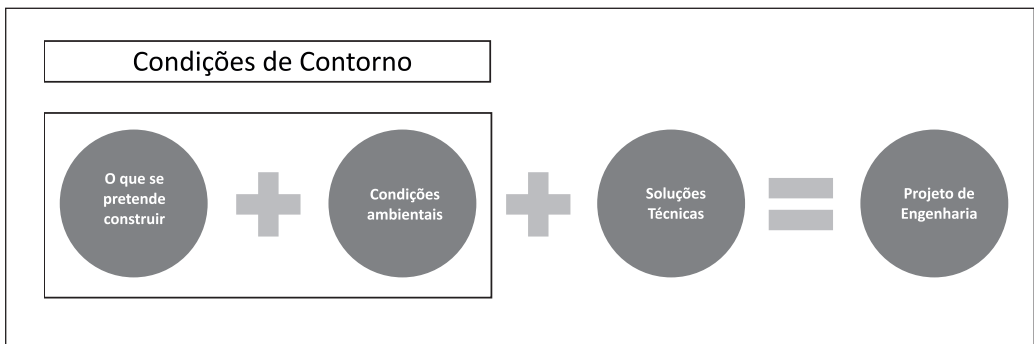 Condições de Contorno
O que se
pretende
construir
Condições
ambientais
Soluções
Técnicas
Projeto de
Engenharia